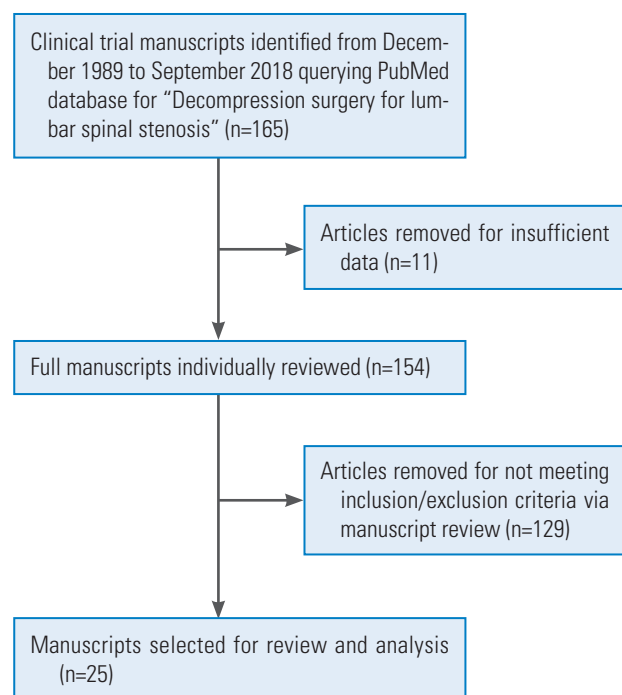 Clinical trial manuscripts identified from Decem-
ber 1989 to September 2018 querying PubMed
database for “Decompression surgery for lum-
bar spinal stenosis” (n=165)
Articles removed for insufficient
data (n=11)
Full manuscripts individually reviewed (n=154)
Articles removed for not meeting
inclusion/exclusion criteria via
manuscript review (n=129)
Manuscripts selected for review and analysis
(n=25)